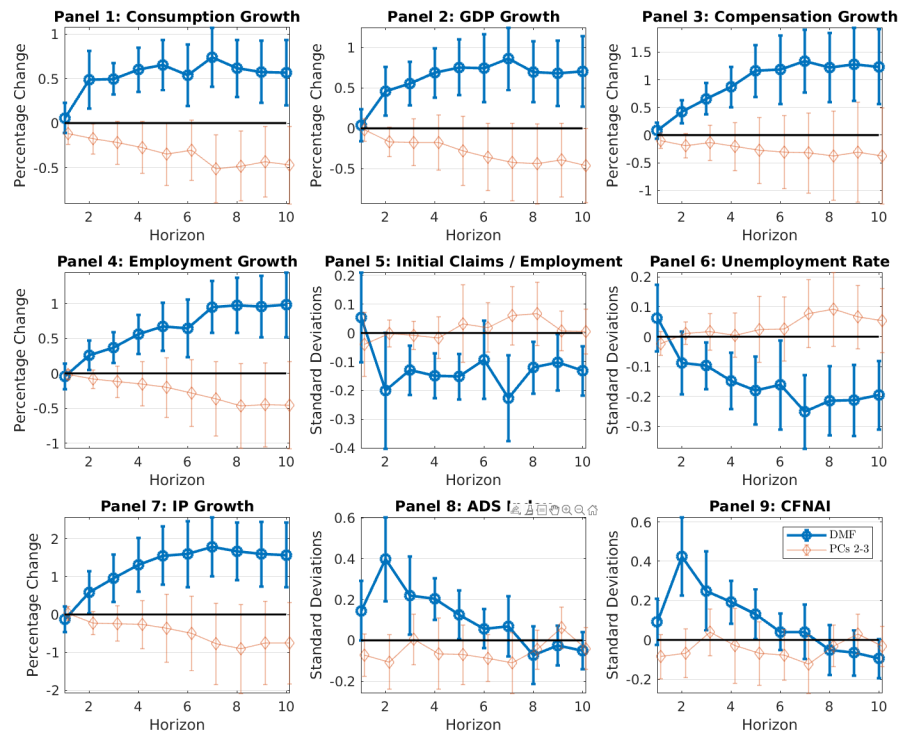 Panel 1: Consumption Growth
Percentage Change
1
0.5
0
-0.5
2 4 6 8 10
Horizon
Panel 2: GDP Growth
Percentage Change
1
0.5
0
-0.5
2 4 6 8 10
Horizon
Panel 3: Compensation Growth
Percentage Change
1.5
1
0.5
0
-0.5
-1
2 4 6 8 10
Horizon
Panel 4: Employment Growth
Percentage Change
1
0.5
0
-0.5
-1
2 4 6 8 10
Horizon
Panel 5: Initial Claims / Employment
Standard Deviations
0.2
0.1
0
-0.1
-0.2
-0.3
-0.4
2 4 6 8 10
Horizon
Panel 6: Unemployment Rate
Standard Deviations
0.2
0.1
0
-0.1
-0.2
-0.3
2 4 6 8 10
Horizon
Panel 7: IP Growth
Percentage Change
2
1
0
-1
-2
2 4 6 8 10
Horizon
Panel 8: ADS
Standard Deviations
0.6
0.4
0.2
0
-0.2
2 4 6 8 10
Horizon
Panel 9: CFNAI
Standard Deviations
0.6
0.4
0.2
0
-0.2
2 4 6 8 10
Horizon
DMF
PCs 2-3